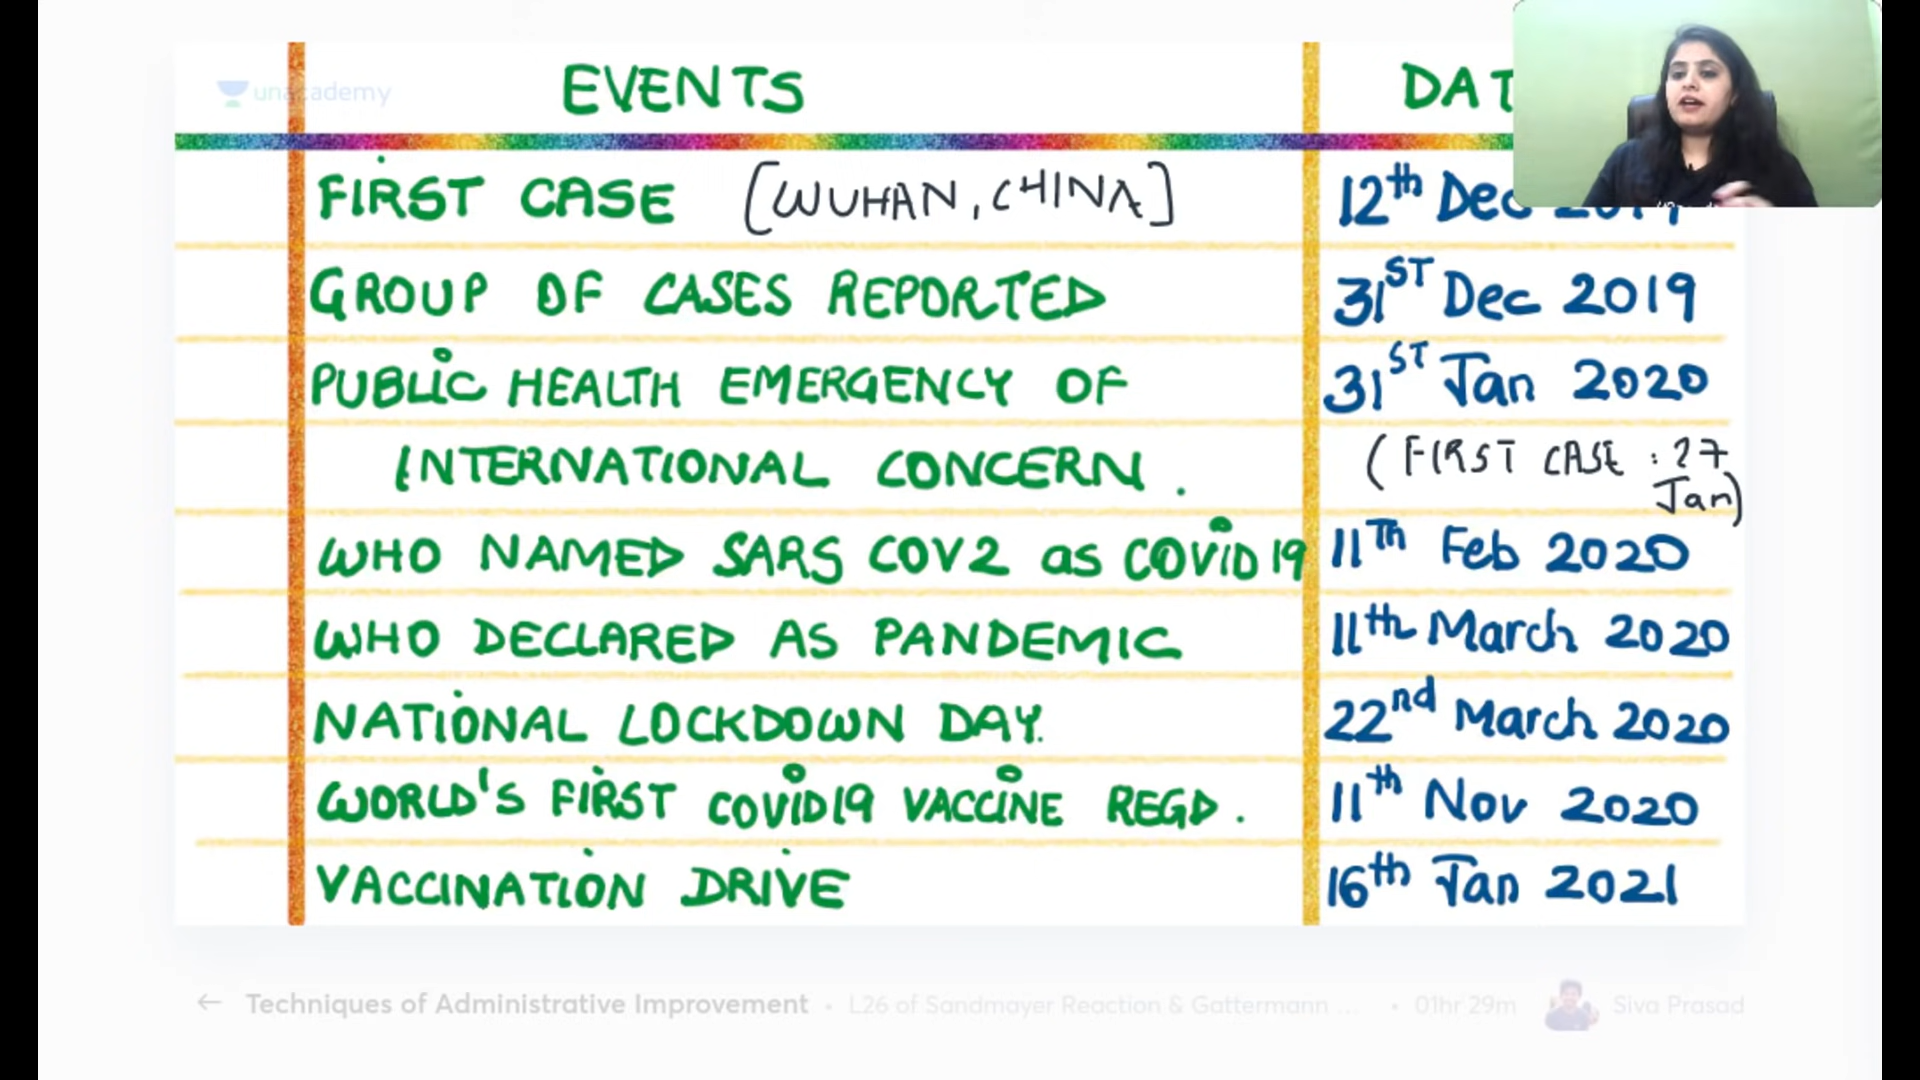 unacademy
EVENTS
DAT
FIRST CASE [WUHAN, CHINA]
12th Dec 2019
GROUP OF CASES REPORTED
31ST Dec 2019
PUBLIC HEALTH EMERGENCY OF
31ST Jan 2020
INTERNATIONAL CONCERN.
(FIRST CASE : 27
Jan)
WHO NAMED SARS COV2 as COVID19
11Th Feb 2020
WHO DECLARED AS PANDEMIC
11th March 2020
NATIONAL LOCKDOWN DAY.
22nd March 2020
WORLD'S FIRST COVID19 VACCINE REGD.
11th Nov 2020
VACCINATION DRIVE
16th Jan 2021
← Techniques of Administrative Improvement • L26 of Sandmayer Reaction & Gattermann ... • 01hr 29m Siva Prasad